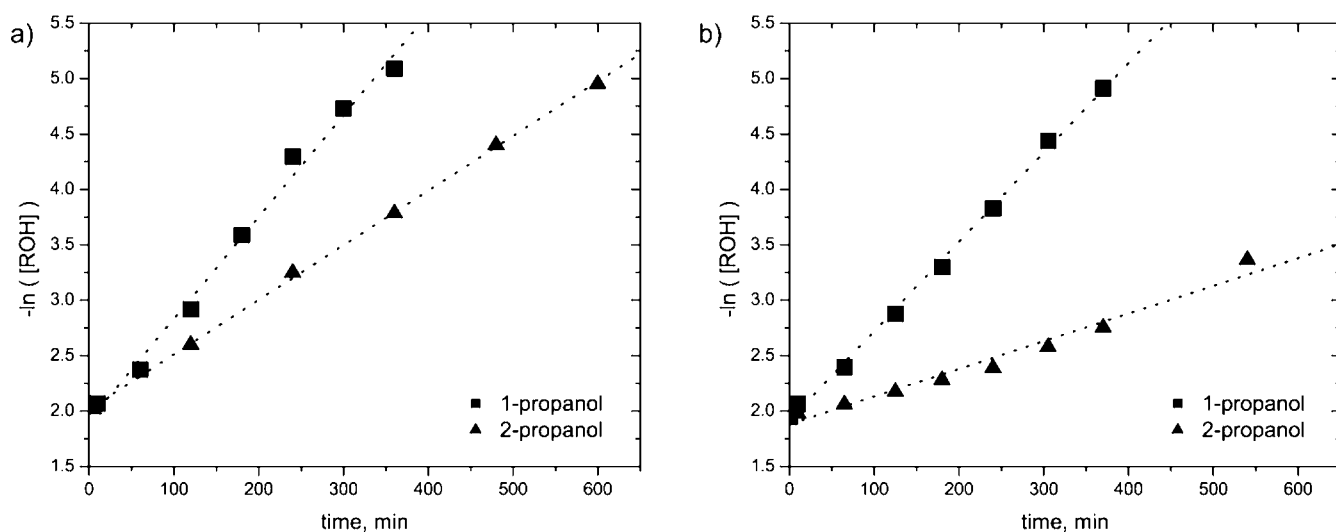 a)
5.5
5.0
4.5
4.0
3.5
3.0
2.5
2.0
1.5
-ln ( [ROH] )
1-propanol
2-propanol
0 100 200 300 400 500 600
time, min
b)
5.5
5.0
4.5
4.0
3.5
3.0
2.5
2.0
1.5
-ln ( [ROH] )
1-propanol
2-propanol
0 100 200 300 400 500 600
time, min